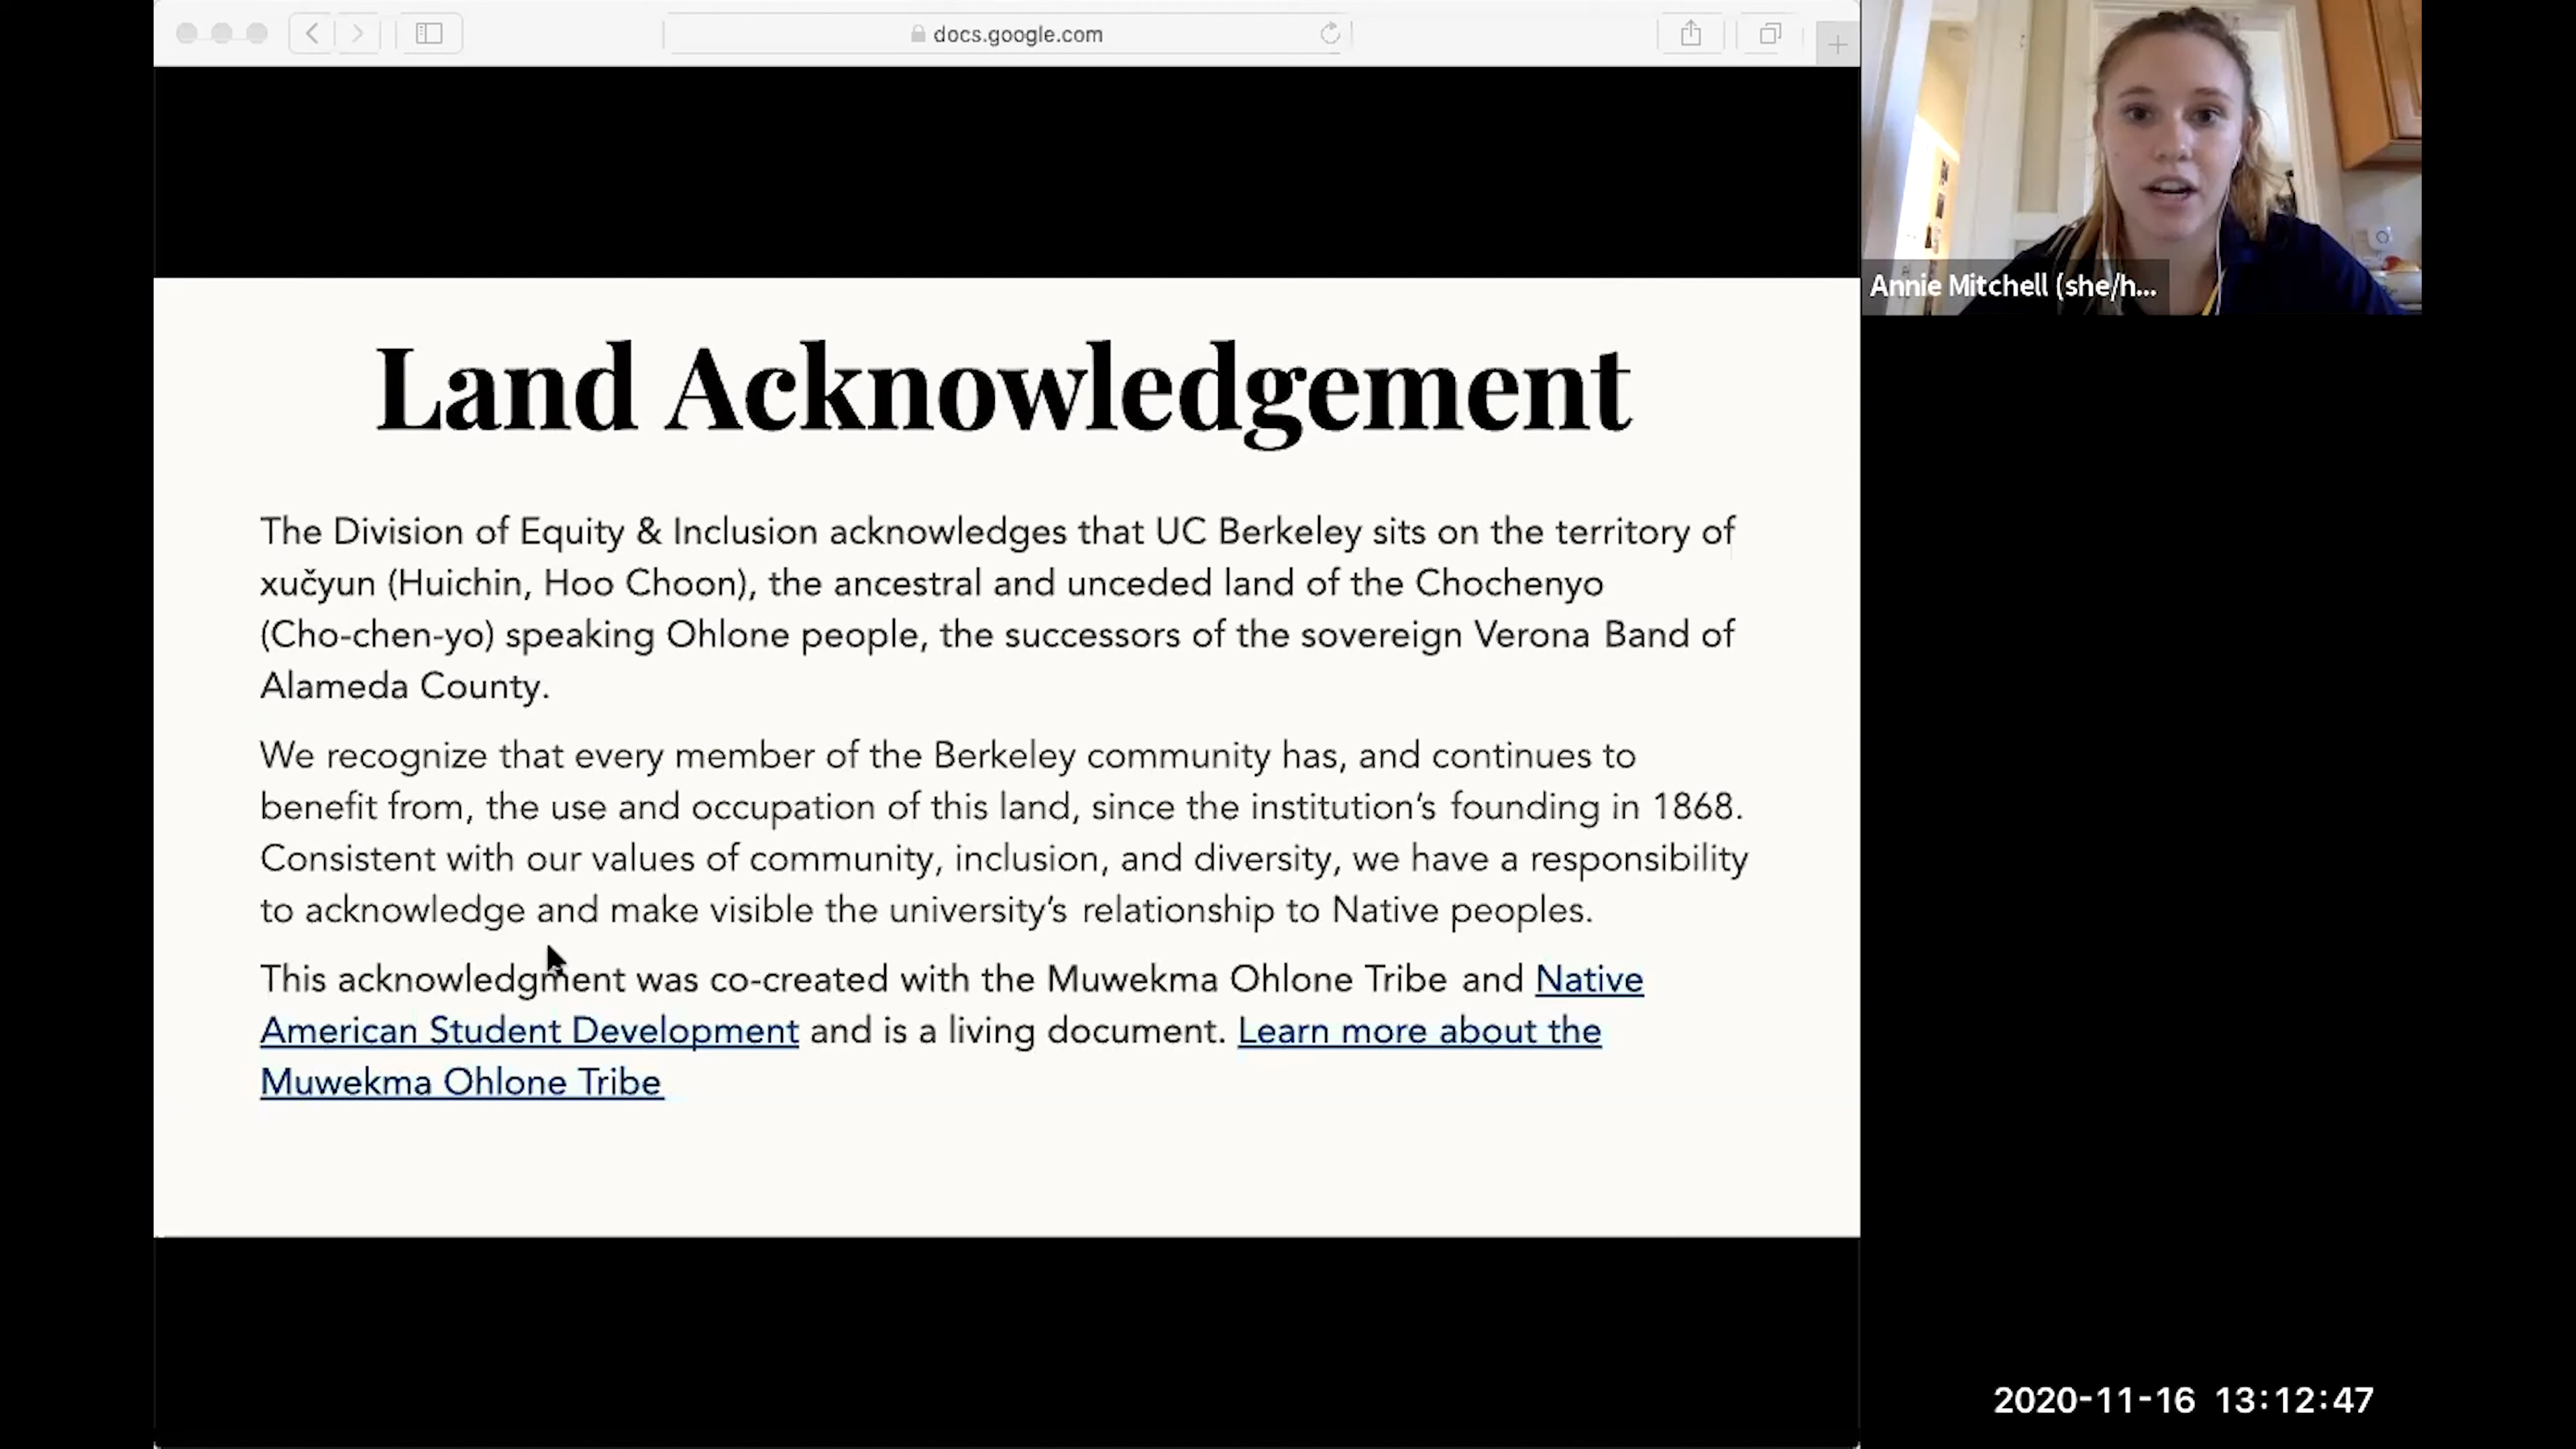 docs.google.com
Annie Mitchell (she/h...
Land Acknowledgement
The Division of Equity & Inclusion acknowledges that UC Berkeley sits on the territory of
xučyun (Huichin, Hoo Choon), the ancestral and unceded land of the Chochenyo
(Cho-chen-yo) speaking Ohlone people, the successors of the sovereign Verona Band of
Alameda County.
We recognize that every member of the Berkeley community has, and continues to
benefit from, the use and occupation of this land, since the institution’s founding in 1868.
Consistent with our values of community, inclusion, and diversity, we have a responsibility
to acknowledge and make visible the university’s relationship to Native peoples.
This acknowledgment was co-created with the Muwekma Ohlone Tribe and Native
American Student Development and is a living document. Learn more about the
Muwekma Ohlone Tribe
2020-11-16 13:12:47